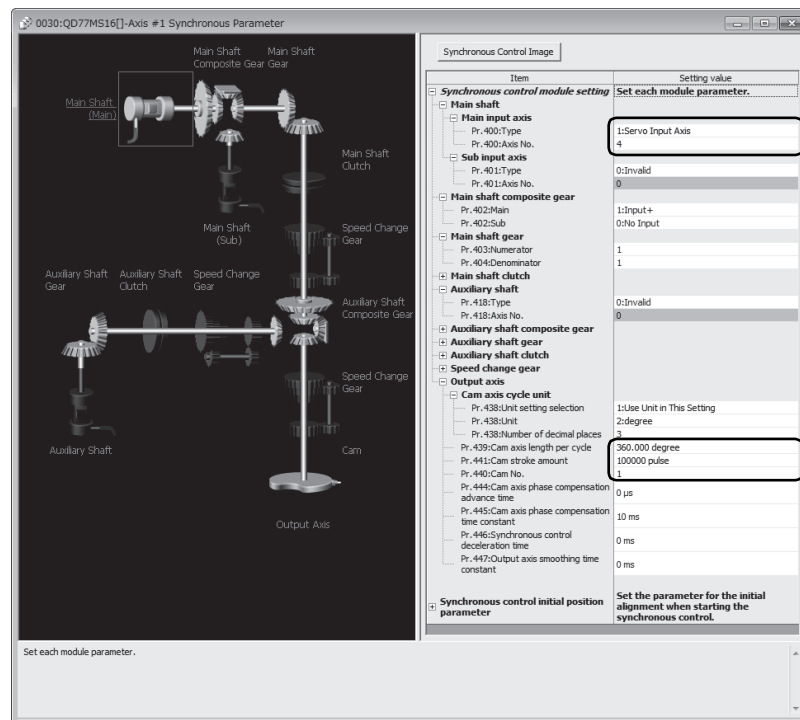 0030:QD77MS16[]-Axis #1 Synchronous Parameter
Main Shaft
Composite Gear
Main Shaft
Gear
Main Shaft
(Main)
Main Shaft
Clutch
Main Shaft
(Sub)
Speed Change
Gear
Auxiliary Shaft
Gear
Auxiliary Shaft
Clutch
Speed Change
Gear
Auxiliary Shaft
Composite Gear
Speed Change
Gear
Auxiliary Shaft
Cam
Output Axis
Synchronous Control Image
Item Setting value
Synchronous control module setting Set each module parameter.
Main shaft
Main input axis
Pr.400:Type 1:Servo Input Axis
Pr.400:Axis No. 4
Sub input axis
Pr.401:Type 0:Invalid
Pr.401:Axis No. 0
Main shaft composite gear
Pr.402:Main 1:Input+
Pr.402:Sub 0:No Input
Main shaft gear
Pr.403:Numerator 1
Pr.404:Denominator 1
Main shaft clutch
Auxiliary shaft
Pr.418:Type 0:Invalid
Pr.418:Axis No. 0
Auxiliary shaft composite gear
Auxiliary shaft gear
Auxiliary shaft clutch
Speed change gear
Output axis
Cam axis cycle unit
Pr.438:Unit setting selection 1:Use Unit in This Setting
Pr.438:Unit 2:degree
Pr.438:Number of decimal places 3
Pr.439:Cam axis length per cycle 360.000 degree
Pr.441:Cam stroke amount 100000 pulse
Pr.440:Cam No. 1
Pr.444:Cam axis phase compensation
advance time 0 µs
Pr.445:Cam axis phase compensation
time constant 10 ms
Pr.446:Synchronous control
deceleration time 0 ms
Pr.447:Output axis smoothing time
constant 0 ms
Synchronous control initial position
parameter
Set the parameter for the initial
alignment when starting the
synchronous control.
Set each module parameter.